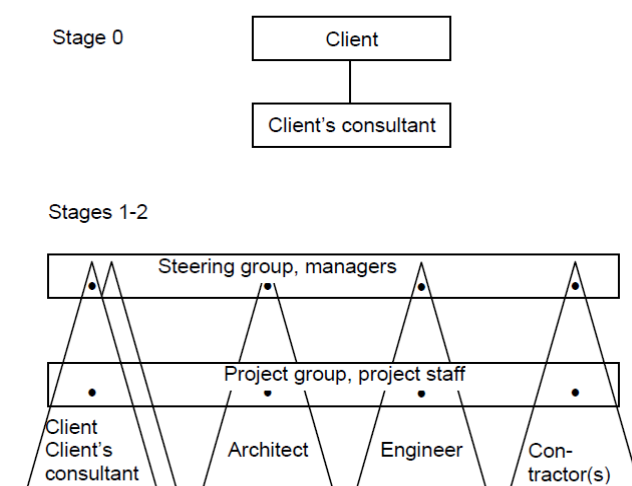 Stage 0
Client
Client's consultant
Stages 1-2
Steering group, managers
Project group, project staff
Client
Client's
consultant
Architect
Engineer
Con-
tractor(s)